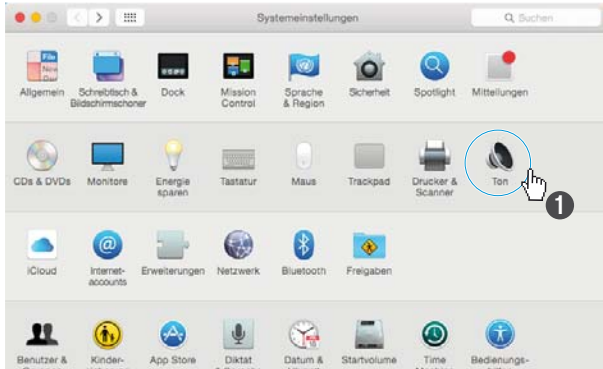 Systemeinstellungen
Suchen
File
New
Allgemein
Schreibtisch &
Bildschirmschoner
Dock
Mission
Control
Sprache
& Region
Sicherheit
Spotlight
Mitteilungen
CDs & DVDs
Monitore
Energie
sparen
Tastatur
Maus
Trackpad
Drucker &
Scanner
Ton
1
iCloud
@
Internet-
accounts
Erweiterungen
Netzwerk
Bluetooth
Freigaben
Benutzer &
Kinder-
App Store
Diktat
Datum &
Startvolume
Time
Bedienungs-